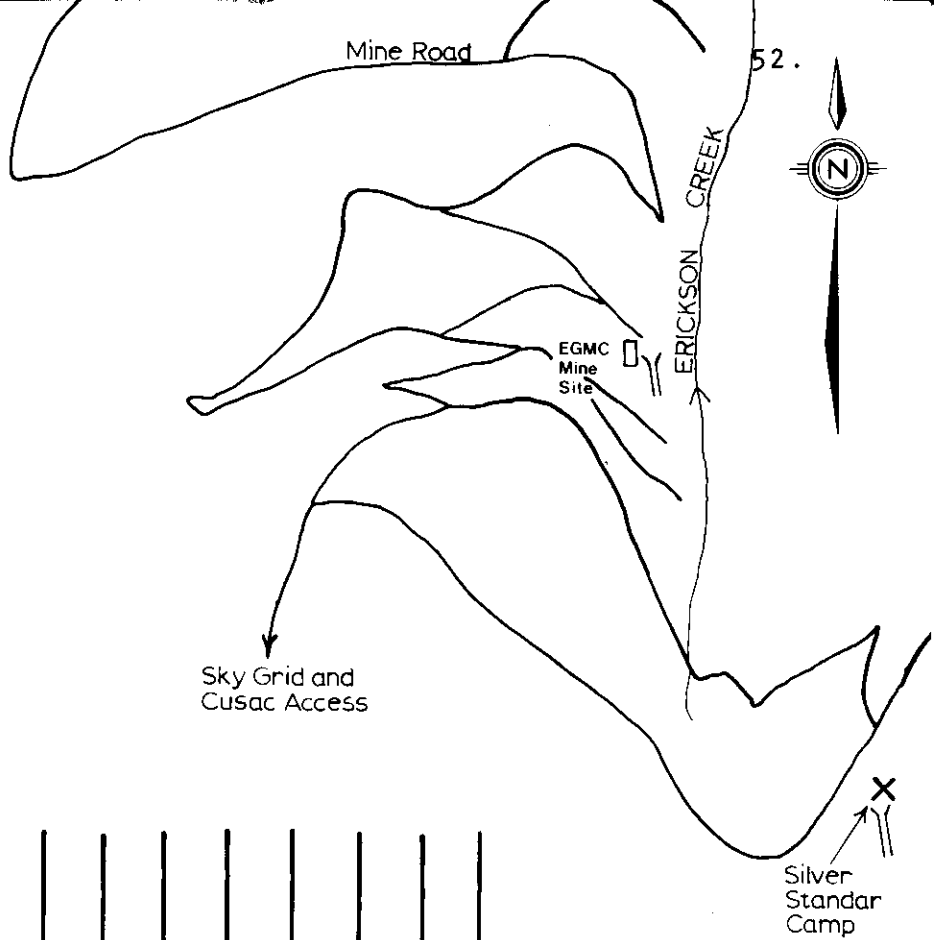 Mine Road
52.
N
ERICKSON CREEK
EGMC
Mine
Site
Sky Grid and
Cusac Access
Silver
Standar
Camp